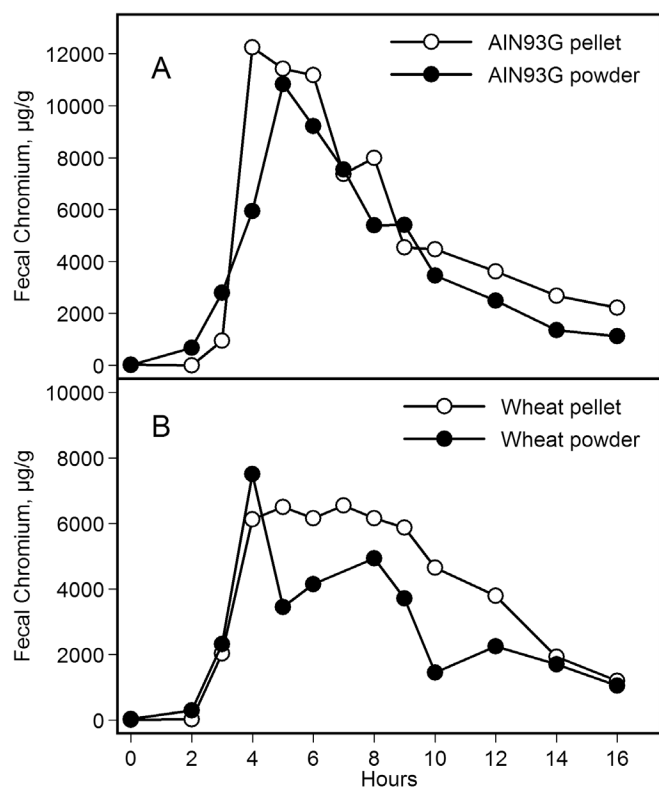 A
AIN93G pellet
AIN93G powder
Fecal Chromium, µg/g
12000
10000
8000
6000
4000
2000
0
B
Wheat pellet
Wheat powder
Fecal Chromium, µg/g
10000
8000
6000
4000
2000
0
0 2 4 6 8 10 12 14 16
Hours